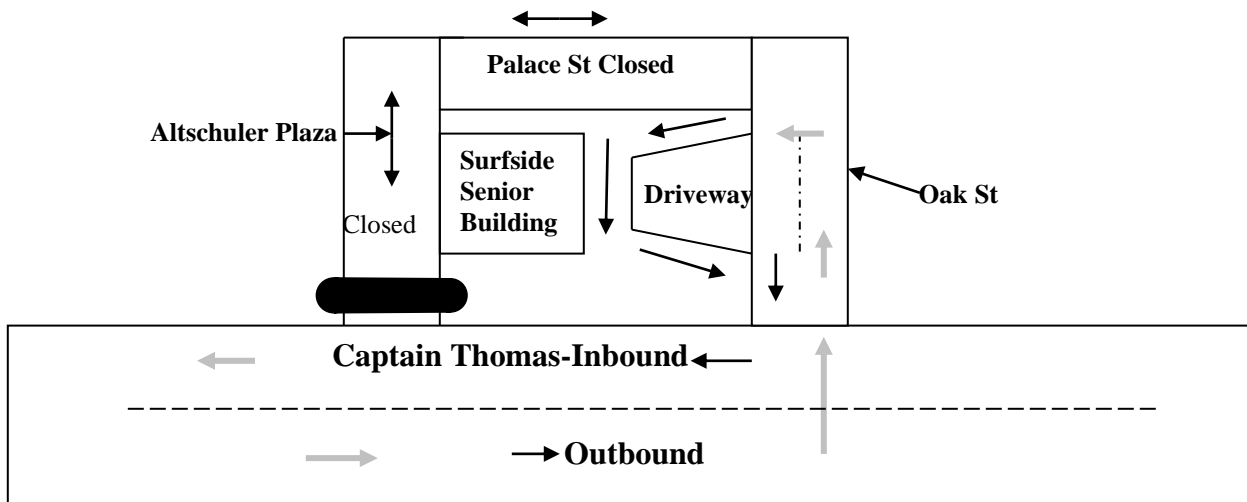 Palace St Closed
Altschuler Plaza
Surfside
Senior
Building
Driveway
Oak St
Closed
Captain Thomas-Inbound
Outbound